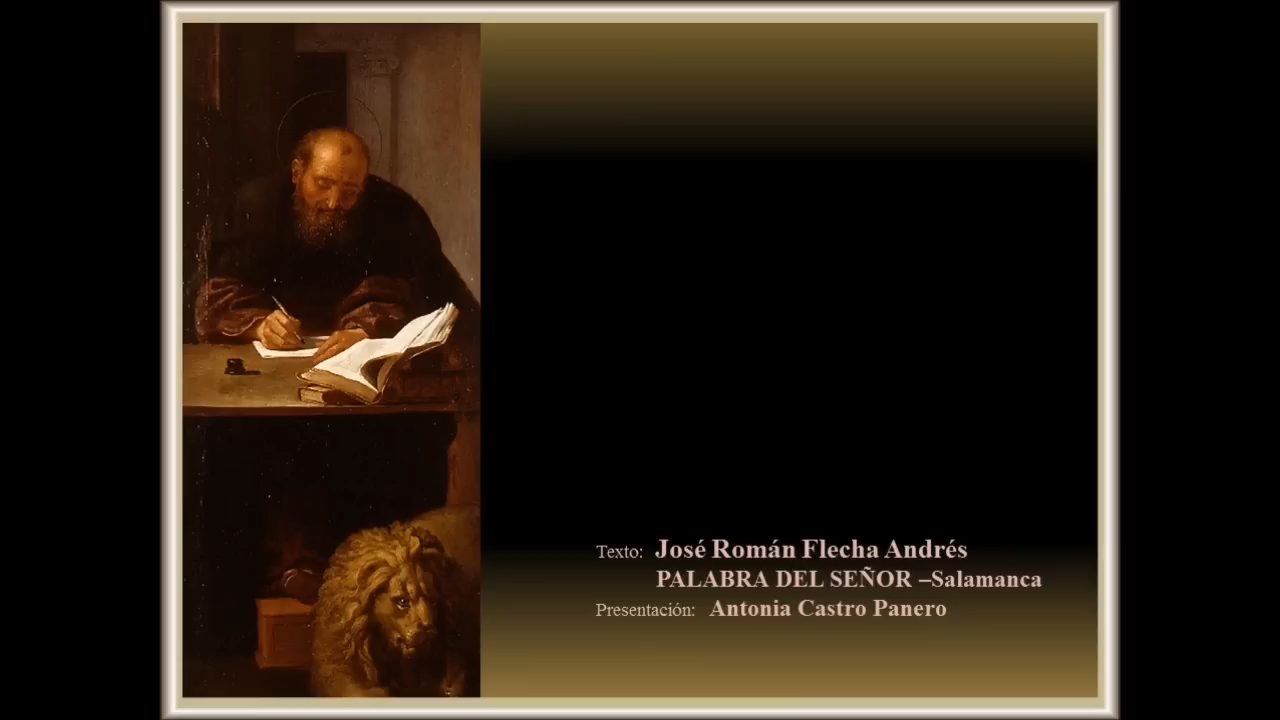 Texto: José Román Flecha Andrés
PALABRA DEL SEÑOR –Salamanca
Presentación: Antonia Castro Panero